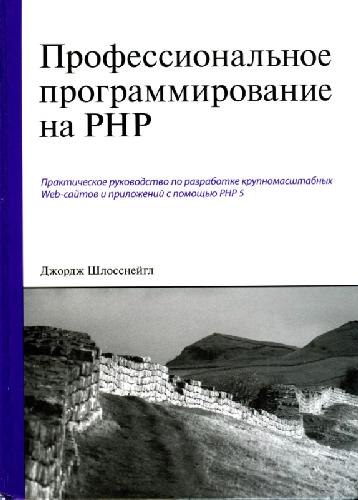 Профессиональное
программирование
на PHP
Практическое руководство по разработке крупномасштабных
Web-сайтов и приложений с помощью PHP 5
Джордж Шлосснейгл